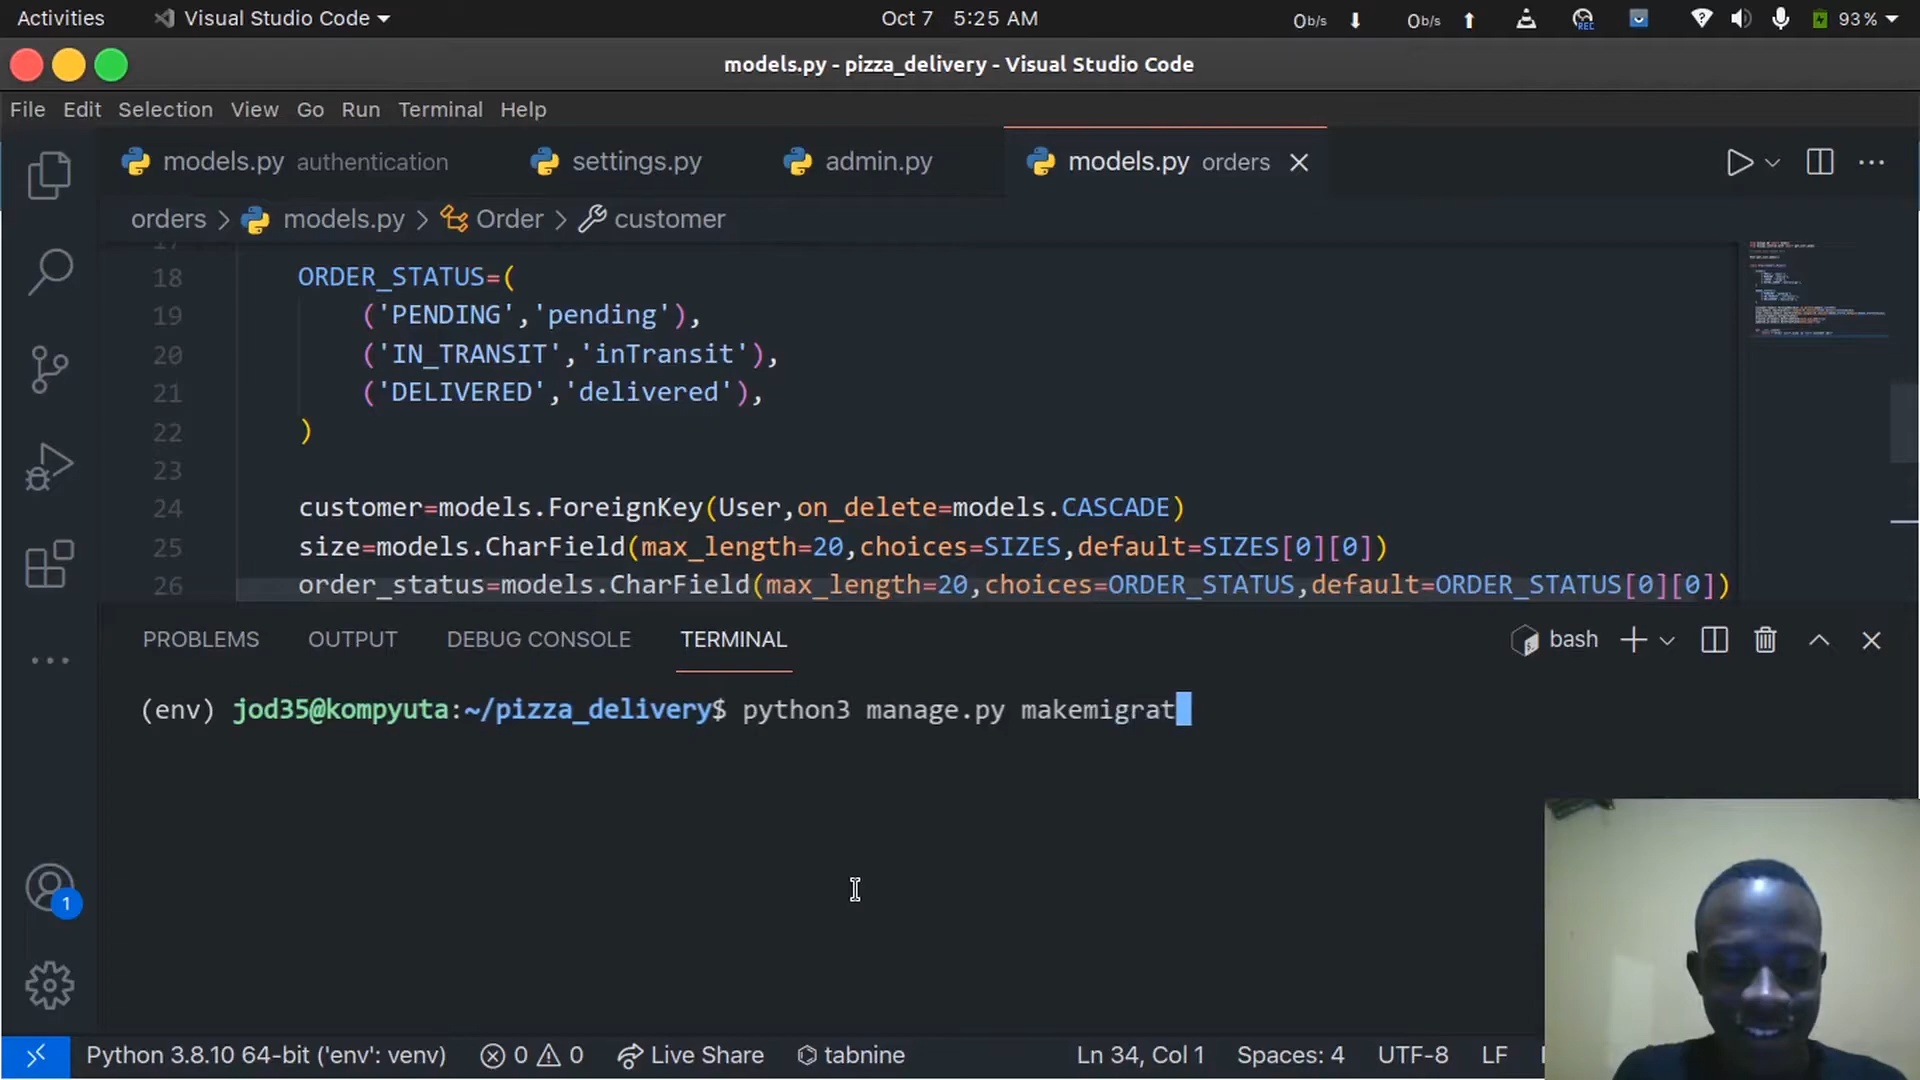 Activities Visual Studio Code Oct 7 5:25 AM 0b/s 0b/s REC 93%
models.py - pizza_delivery - Visual Studio Code
File Edit Selection View Go Run Terminal Help
models.py authentication settings.py admin.py models.py orders
orders > models.py > Order > customer
17
18 ORDER_STATUS=(
19 ('PENDING','pending'),
20 ('IN_TRANSIT','inTransit'),
21 ('DELIVERED','delivered'),
22 )
23
24 customer=models.ForeignKey(User,on_delete=models.CASCADE)
25 size=models.CharField(max_length=20,choices=SIZES,default=SIZES[0][0])
26 order_status=models.CharField(max_length=20,choices=ORDER_STATUS,default=ORDER_STATUS[0][0])
PROBLEMS OUTPUT DEBUG CONSOLE TERMINAL bash
(env) jod35@kompyuta:~/pizza_delivery$ python3 manage.py makemigrat
1
Python 3.8.10 64-bit ('env': venv) 0 0 Live Share tabnine Ln 34, Col 1 Spaces: 4 UTF-8 LF